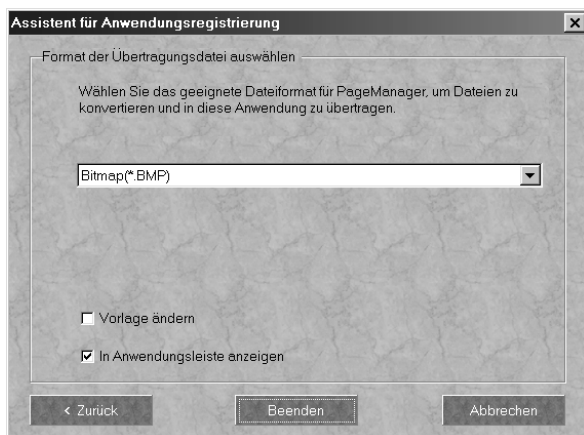 Assistent für Anwendungsregistrierung
Format der Übertragungsdatei auswählen
Wählen Sie das geeignete Dateiformat für PageManager, um Dateien zu
konvertieren und in diese Anwendung zu übertragen.
Bitmap(*.BMP)
Vorlage ändern
In Anwendungsleiste anzeigen
< Zurück
Beenden
Abbrechen